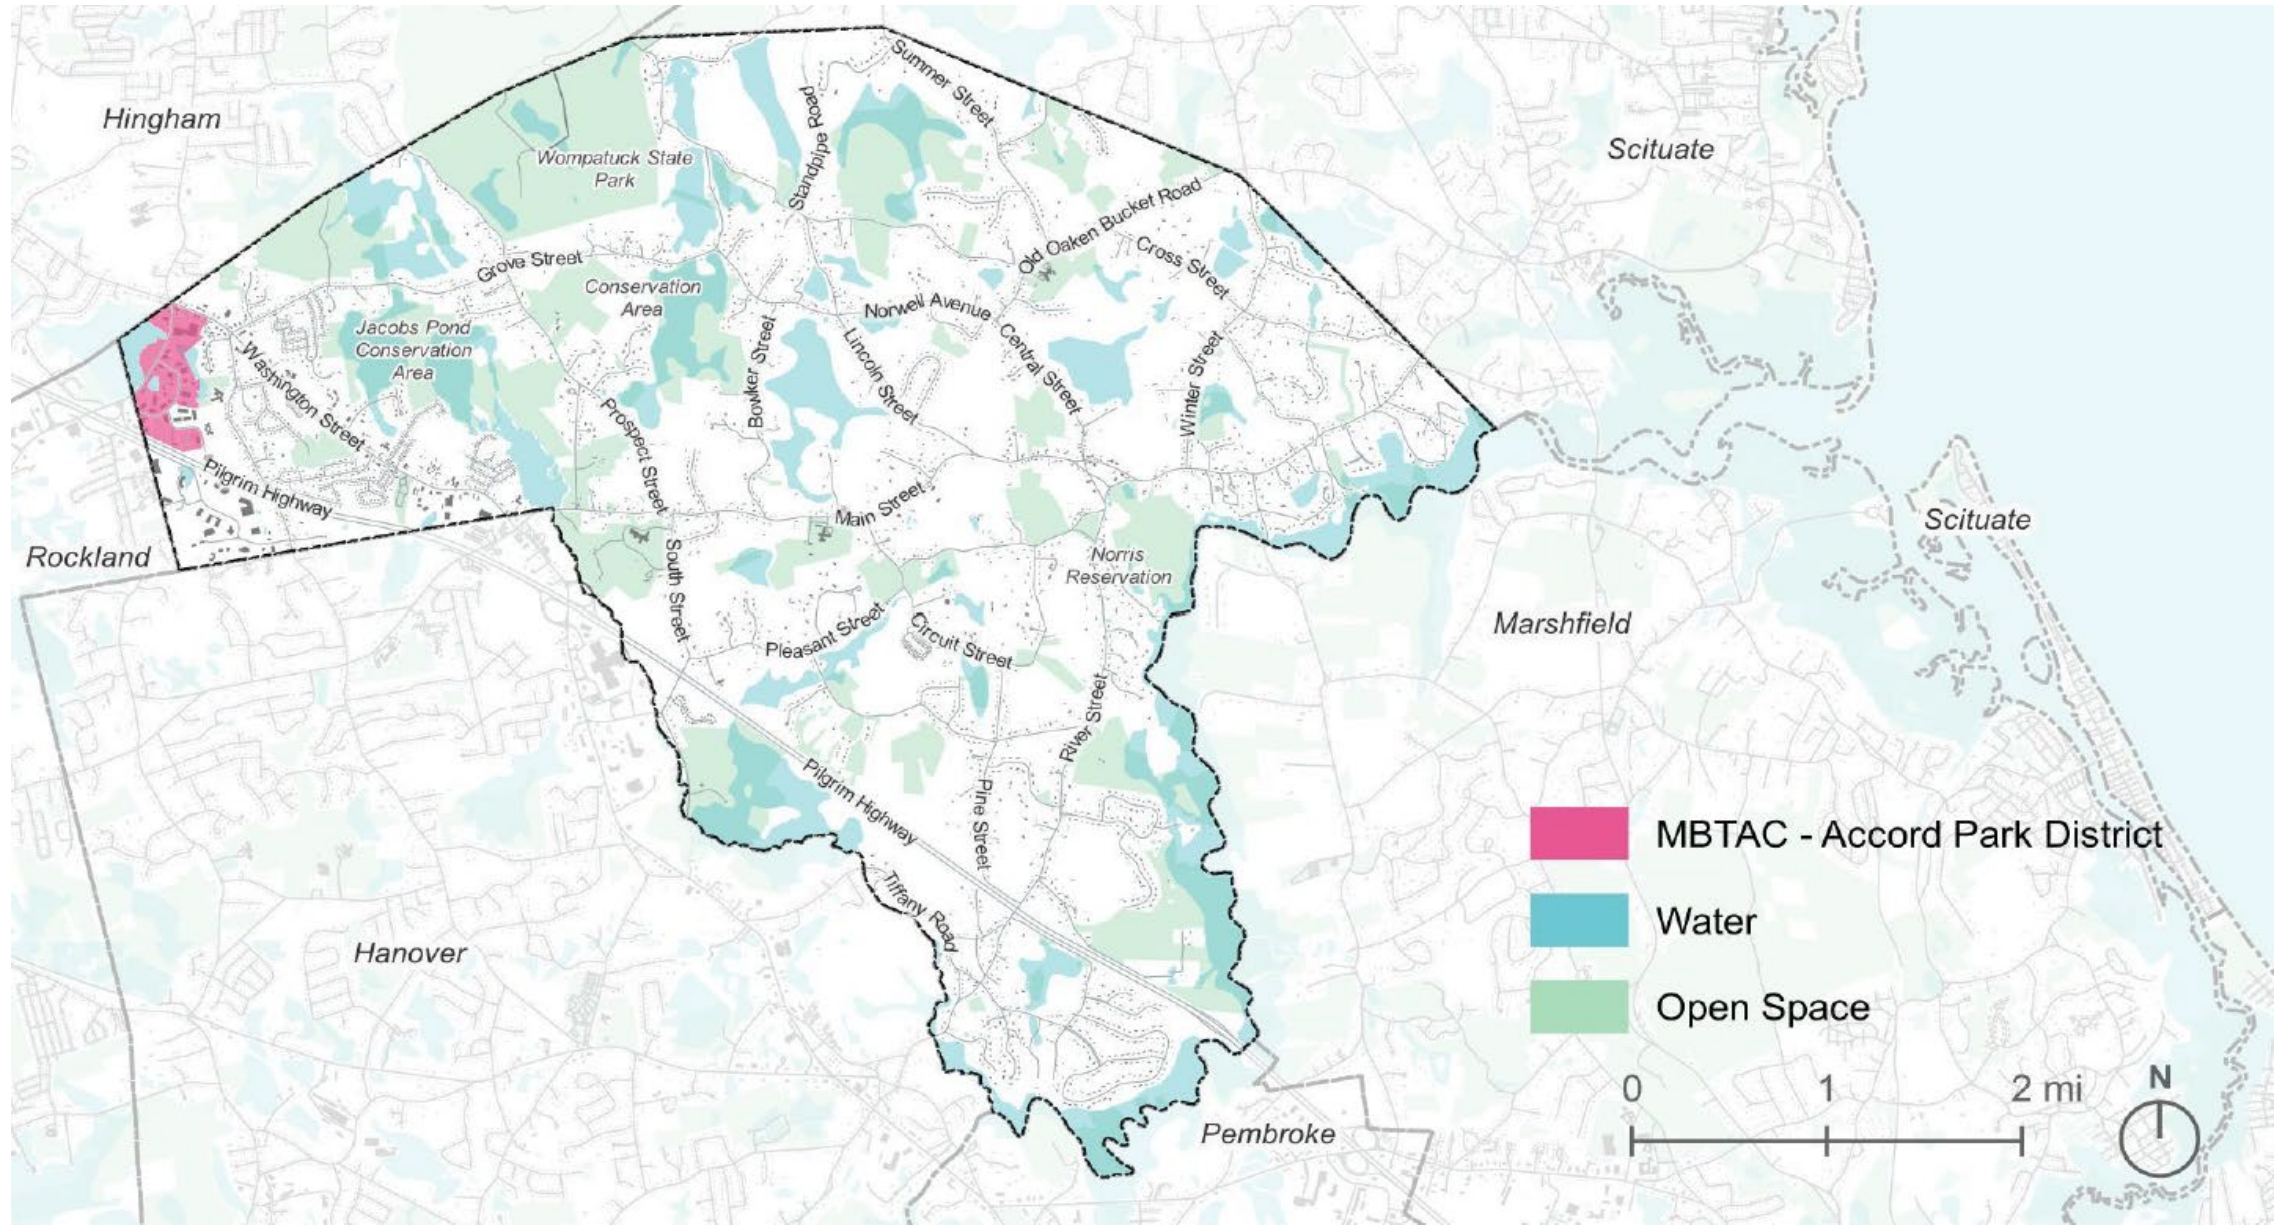 Hingham
Summer Street
Scituate
Wompatuck State
Park
Standpipe Road
Old Oaken Bucket Road
Cross Street
Grove Street
Conservation
Area
Norwell Avenue
Jacobs Pond
Conservation
Area
Washington Street
Bowker Street
Lincoln Street
Central Street
Winter Street
Prospect Street
Pilgrim Highway
Main Street
Rockland
South Street
Norris
Reservation
Scituate
Pleasant Street
Circuit Street
Marshfield
River Street
Pilgrim Highway
Pine Street
Tiffany Road
Hanover
Pembroke
MBTAC - Accord Park District
Water
Open Space
0 1 2 mi
N